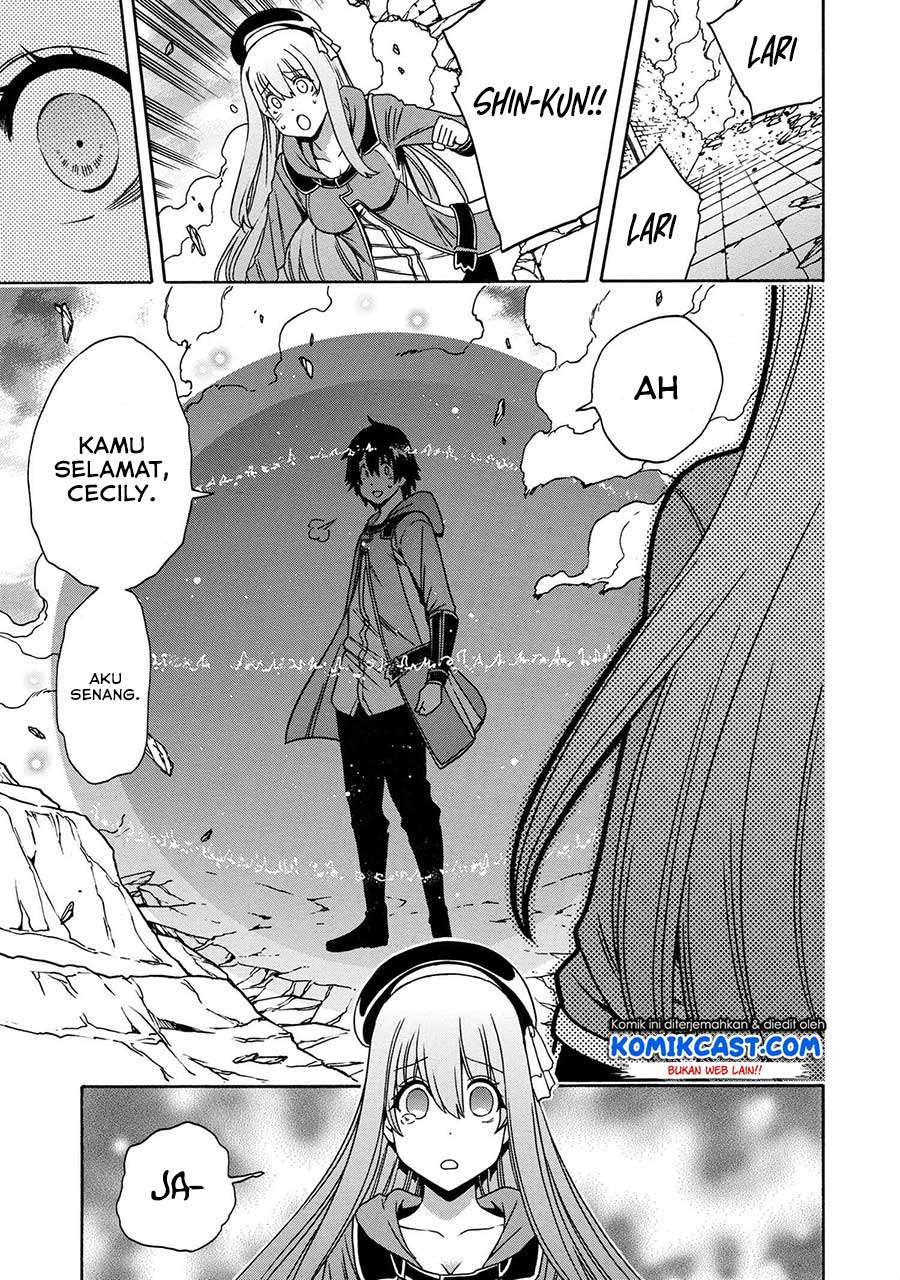 LARI
LARI
SHIN-KUN!!
AH
KAMU
SELAMAT,
CECILY.
AKU
SENANG.
Komik ini diterjemahkan & diedit oleh
KOMIKCAST.COM
BUKAN WEB LAIN!!
JA-